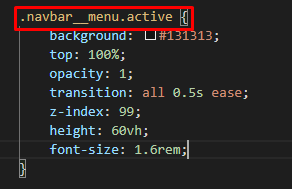 .navbar__menu.active {
background: #131313;
top: 100%;
opacity: 1;
transition: all 0.5s ease;
z-index: 99;
height: 60vh;
font-size: 1.6rem;
}